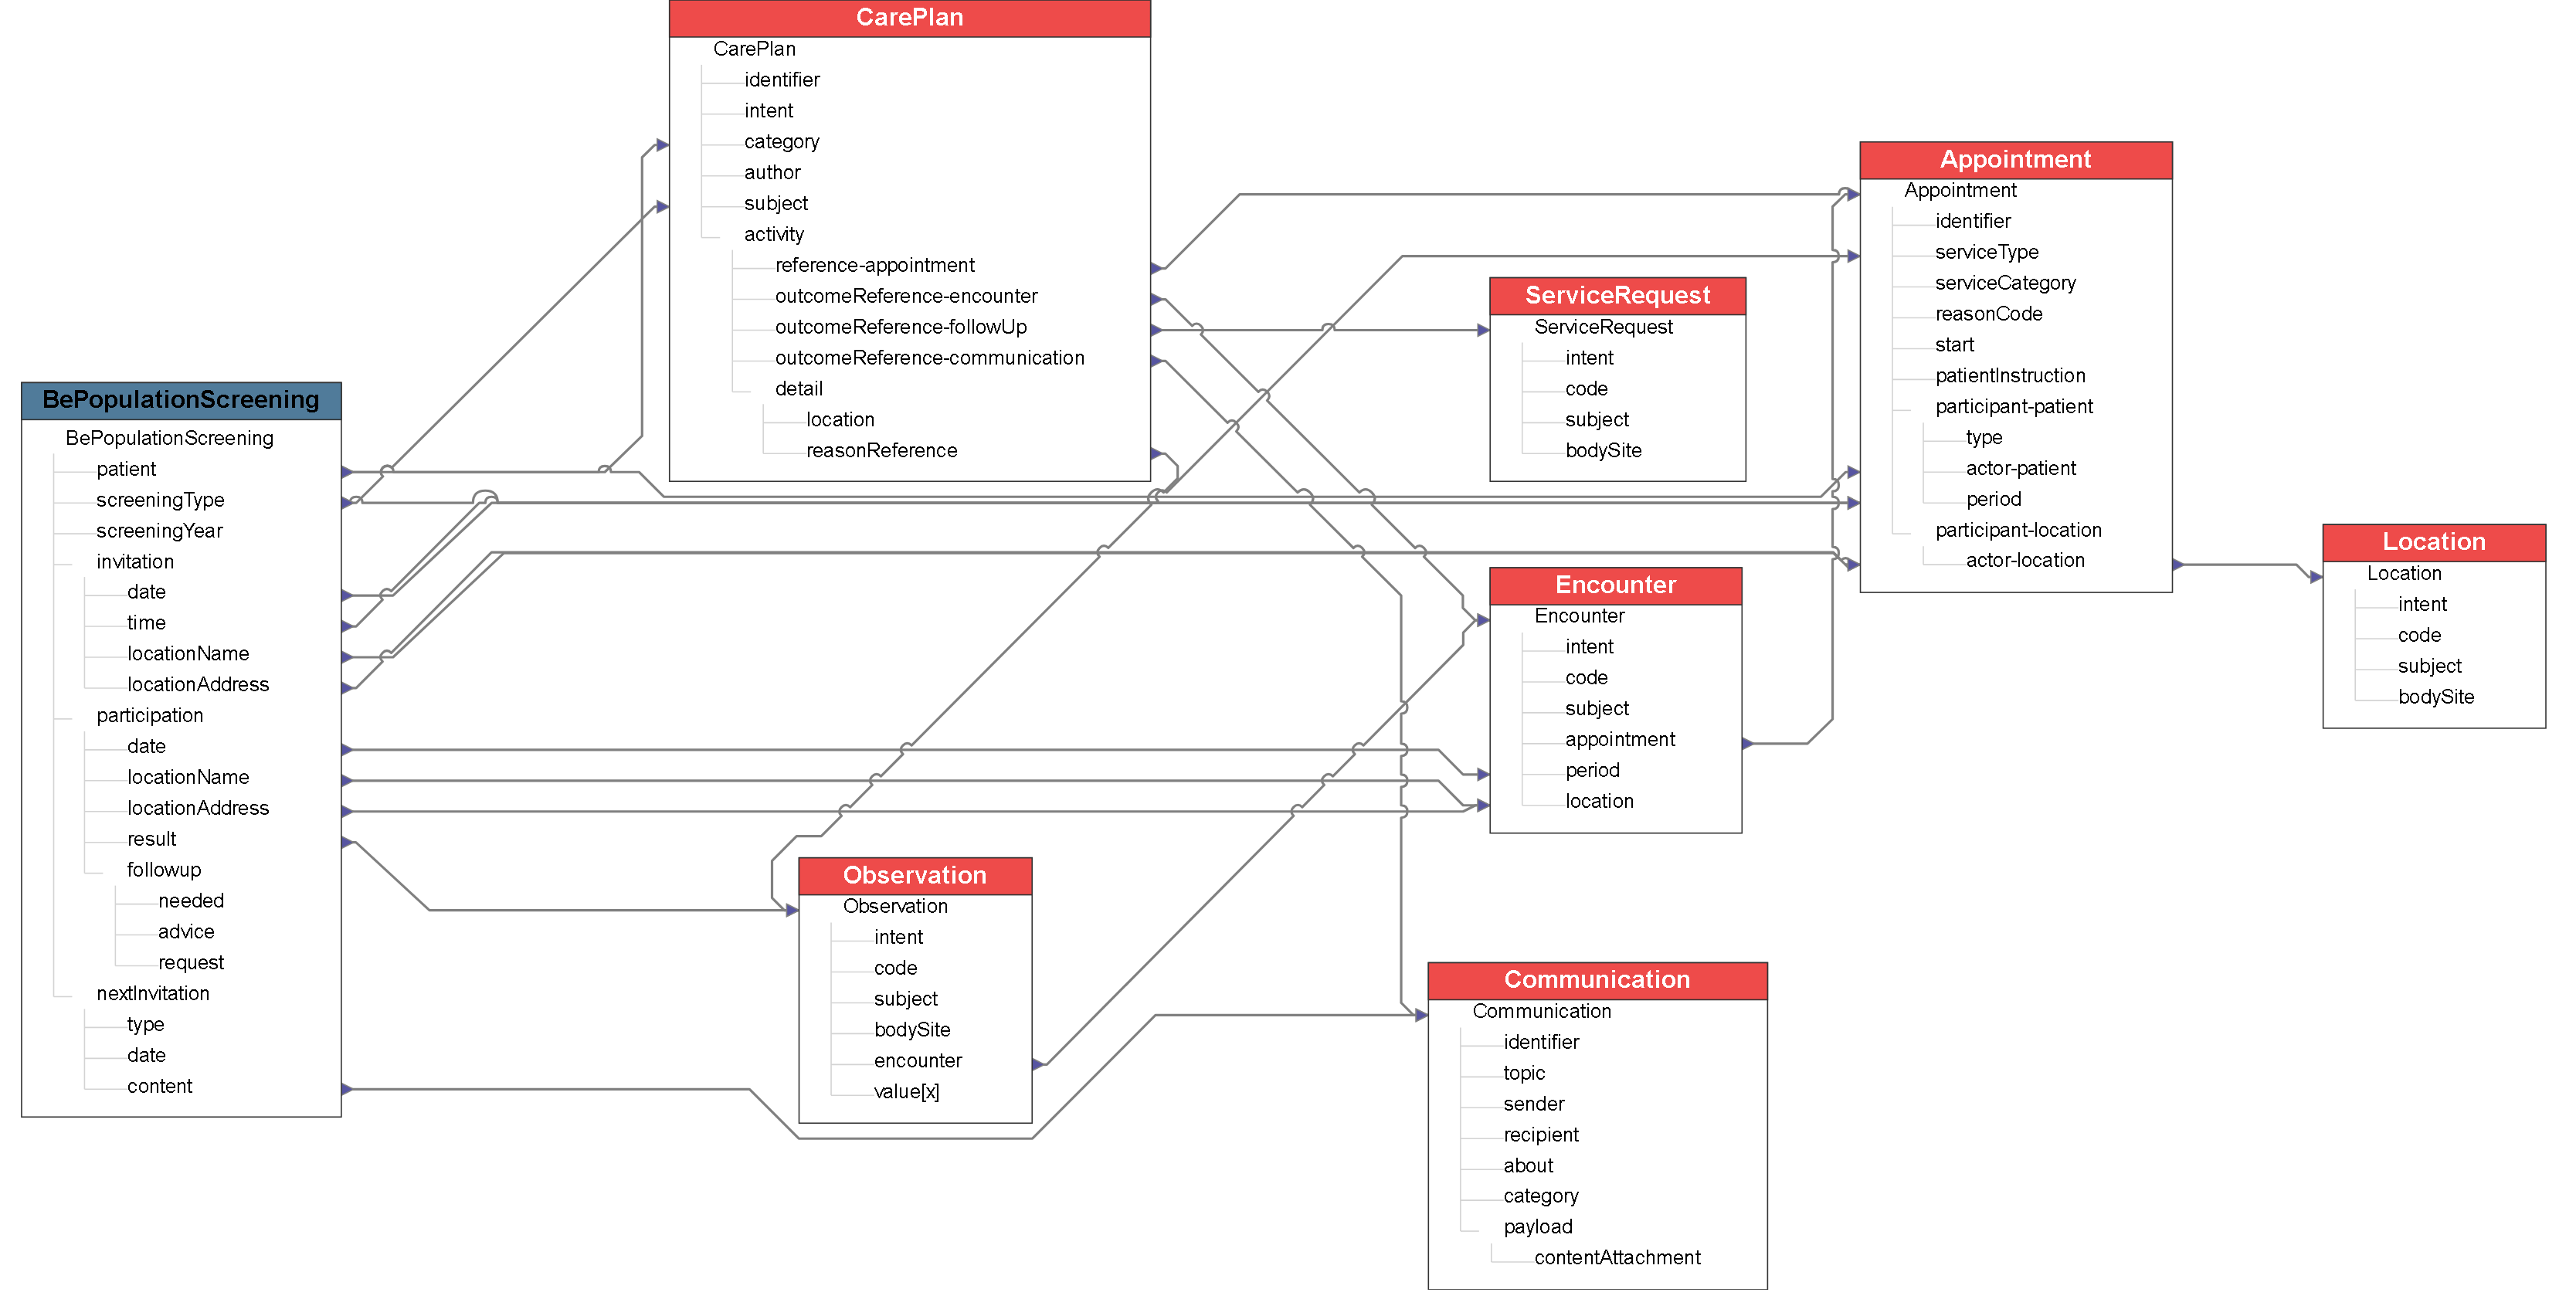 BePopulationScreening
BePopulationScreening
patient
screeningType
screeningYear
invitation
date
time
locationName
locationAddress
participation
date
locationName
locationAddress
result
followup
needed
advice
request
nextInvitation
type
date
content
CarePlan
CarePlan
identifier
intent
category
author
subject
activity
reference-appointment
outcomeReference-encounter
outcomeReference-followUp
outcomeReference-communication
detail
location
reasonReference
Observation
Observation
intent
code
subject
bodySite
encounter
value[x]
ServiceRequest
ServiceRequest
intent
code
subject
bodySite
Encounter
Encounter
intent
code
subject
appointment
period
location
Communication
Communication
identifier
topic
sender
recipient
about
category
payload
contentAttachment
Appointment
Appointment
identifier
serviceType
serviceCategory
reasonCode
start
patientInstruction
participant-patient
type
actor-patient
period
participant-location
actor-location
Location
Location
intent
code
subject
bodySite